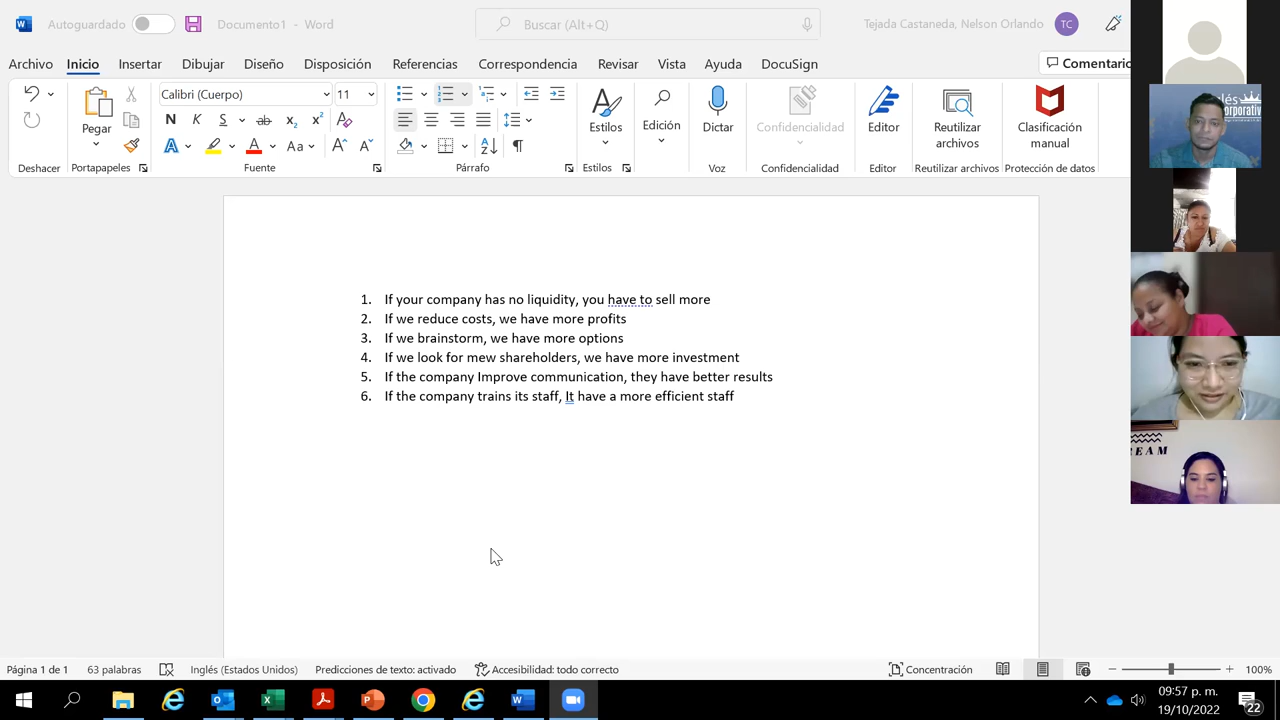 Autoguardado
Documento1 - Word
Buscar (Alt+Q)
Tejada Castaneda, Nelson Orlando
TC
Archivo Inicio Insertar Dibujar Diseño Disposición Referencias Correspondencia Revisar Vista Ayuda DocuSign
Comentario
Calibri (Cuerpo) 11
Pegar
N K S ab x₂ x²
A A Aa A A
Estilos
Edición
Dictar
Confidencialidad
Editor
Reutilizar archivos
Clasificación manual
Deshacer Portapapeles Fuente Párrafo Estilos Voz Confidencialidad Editor Reutilizar archivos Protección de datos
1. If your company has no liquidity, you have to sell more
2. If we reduce costs, we have more profits
3. If we brainstorm, we have more options
4. If we look for mew shareholders, we have more investment
5. If the company Improve communication, they have better results
6. If the company trains its staff, It have a more efficient staff
EAM
Página 1 de 1 63 palabras Inglés (Estados Unidos) Predicciones de texto: activado Accesibilidad: todo correcto Concentración 100%
09:57 p. m.
19/10/2022
22